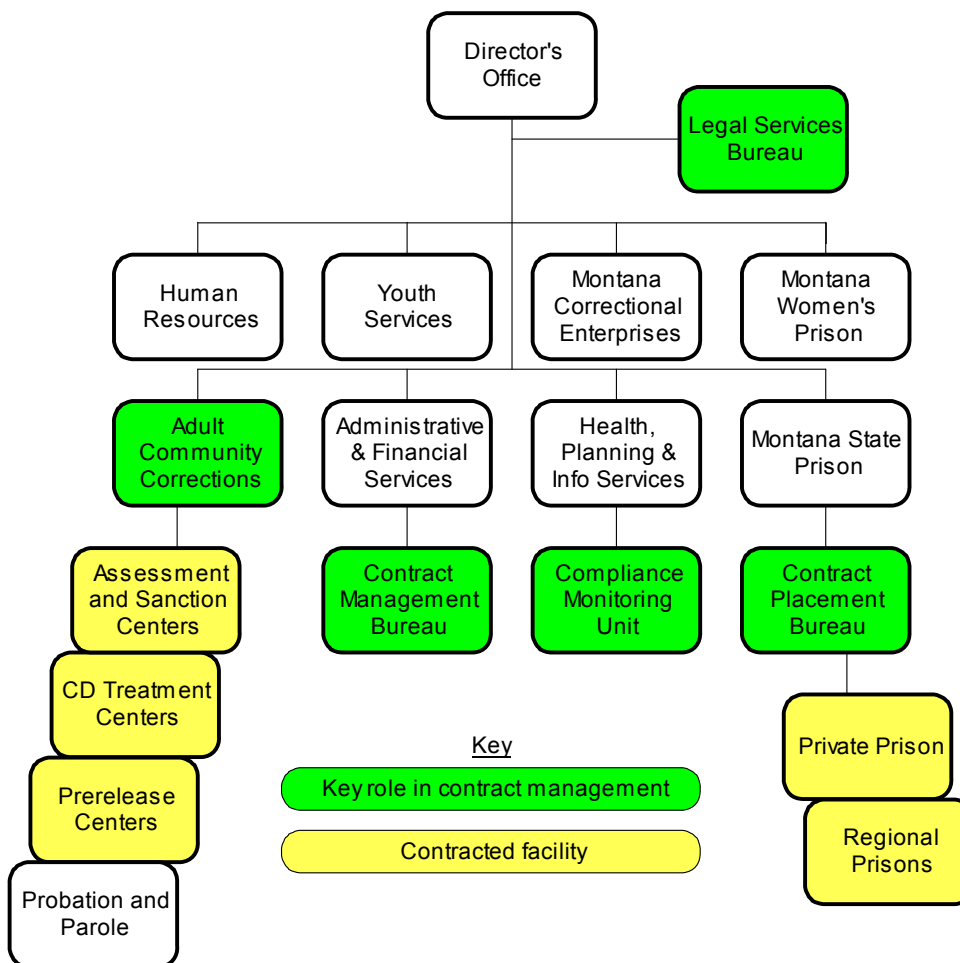 Director's
Office
Legal Services
Bureau
Human
Resources
Youth
Services
Montana
Correctional
Enterprises
Montana
Women's
Prison
Adult
Community
Corrections
Administrative
& Financial
Services
Health,
Planning &
Info Services
Montana State
Prison
Assessment
and Sanction
Centers
Contract
Management
Bureau
Compliance
Monitoring
Unit
Contract
Placement
Bureau
CD Treatment
Centers
Prerelease
Centers
Probation and
Parole
Private Prison
Regional
Prisons
Key
Key role in contract management
Contracted facility